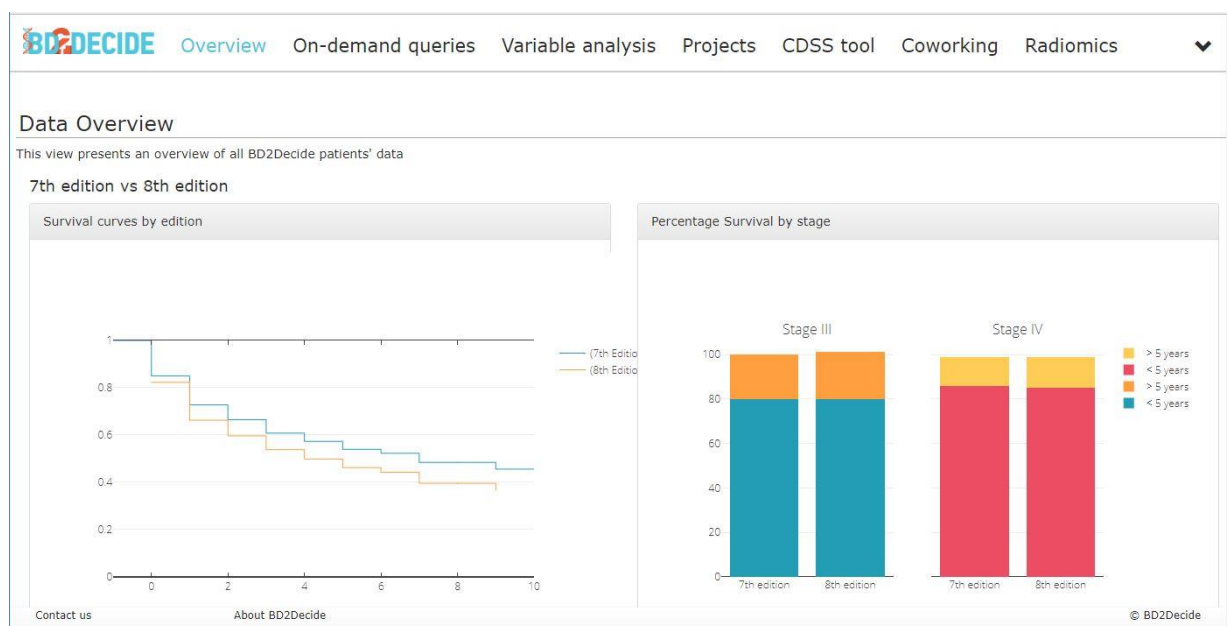 BD2DECIDE Overview On-demand queries Variable analysis Projects CDSS tool Coworking Radiomics
Data Overview
This view presents an overview of all BD2Decide patients' data
7th edition vs 8th edition
Survival curves by edition
1
0.8
0.6
0.4
0.2
0
0 2 4 6 8 10
(7th Editio
(8th Editio
Percentage Survival by stage
Stage III Stage IV
100
80
60
40
20
0
7th edition 8th edition 7th edition 8th edition
> 5 years
< 5 years
> 5 years
< 5 years
Contact us About BD2Decide © BD2Decide